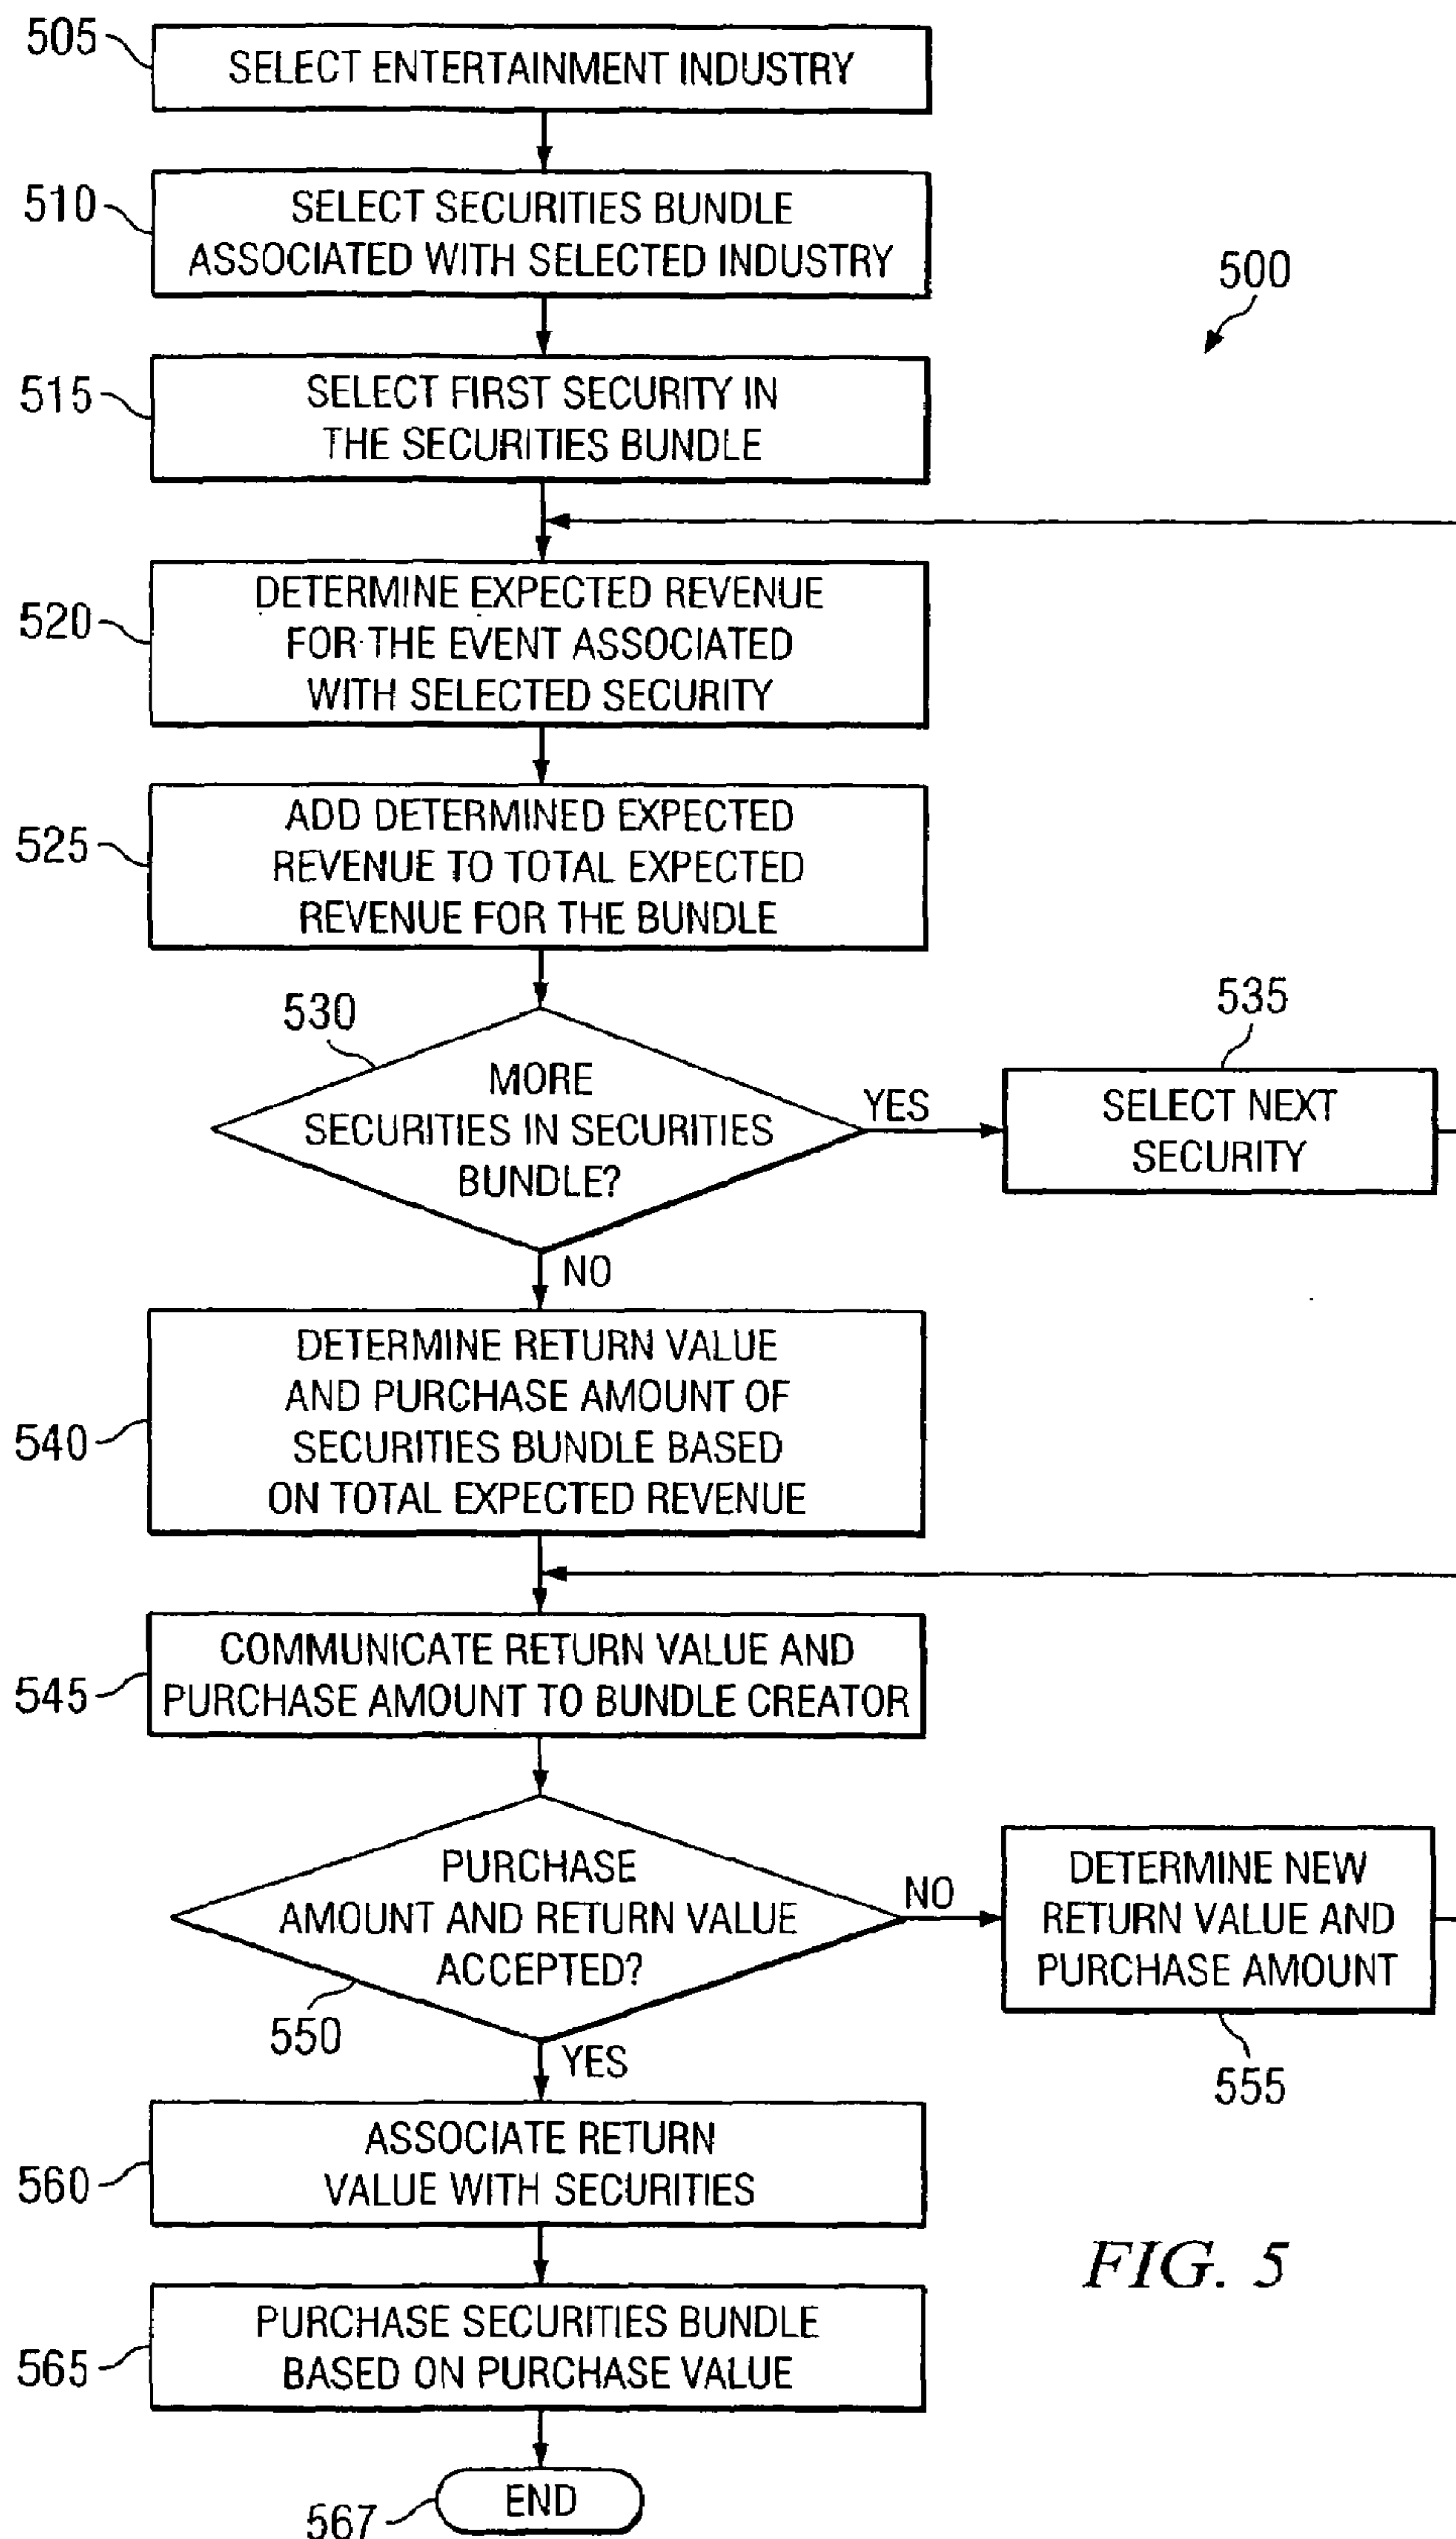 505
SELECT ENTERTAINMENT INDUSTRY
510
SELECT SECURITIES BUNDLE
ASSOCIATED WITH SELECTED INDUSTRY
500
515
SELECT FIRST SECURITY IN
THE SECURITIES BUNDLE
520
DETERMINE EXPECTED REVENUE
FOR THE EVENT ASSOCIATED
WITH SELECTED SECURITY
525
ADD DETERMINED EXPECTED
REVENUE TO TOTAL EXPECTED
REVENUE FOR THE BUNDLE
530
MORE
SECURITIES IN SECURITIES
BUNDLE?
YES
535
SELECT NEXT
SECURITY
NO
540
DETERMINE RETURN VALUE
AND PURCHASE AMOUNT OF
SECURITIES BUNDLE BASED
ON TOTAL EXPECTED REVENUE
545
COMMUNICATE RETURN VALUE AND
PURCHASE AMOUNT TO BUNDLE CREATOR
PURCHASE
AMOUNT AND RETURN VALUE
ACCEPTED?
550
NO
DETERMINE NEW
RETURN VALUE AND
PURCHASE AMOUNT
555
YES
560
ASSOCIATE RETURN
VALUE WITH SECURITIES
FIG. 5
565
PURCHASE SECURITIES BUNDLE
BASED ON PURCHASE VALUE
567
END